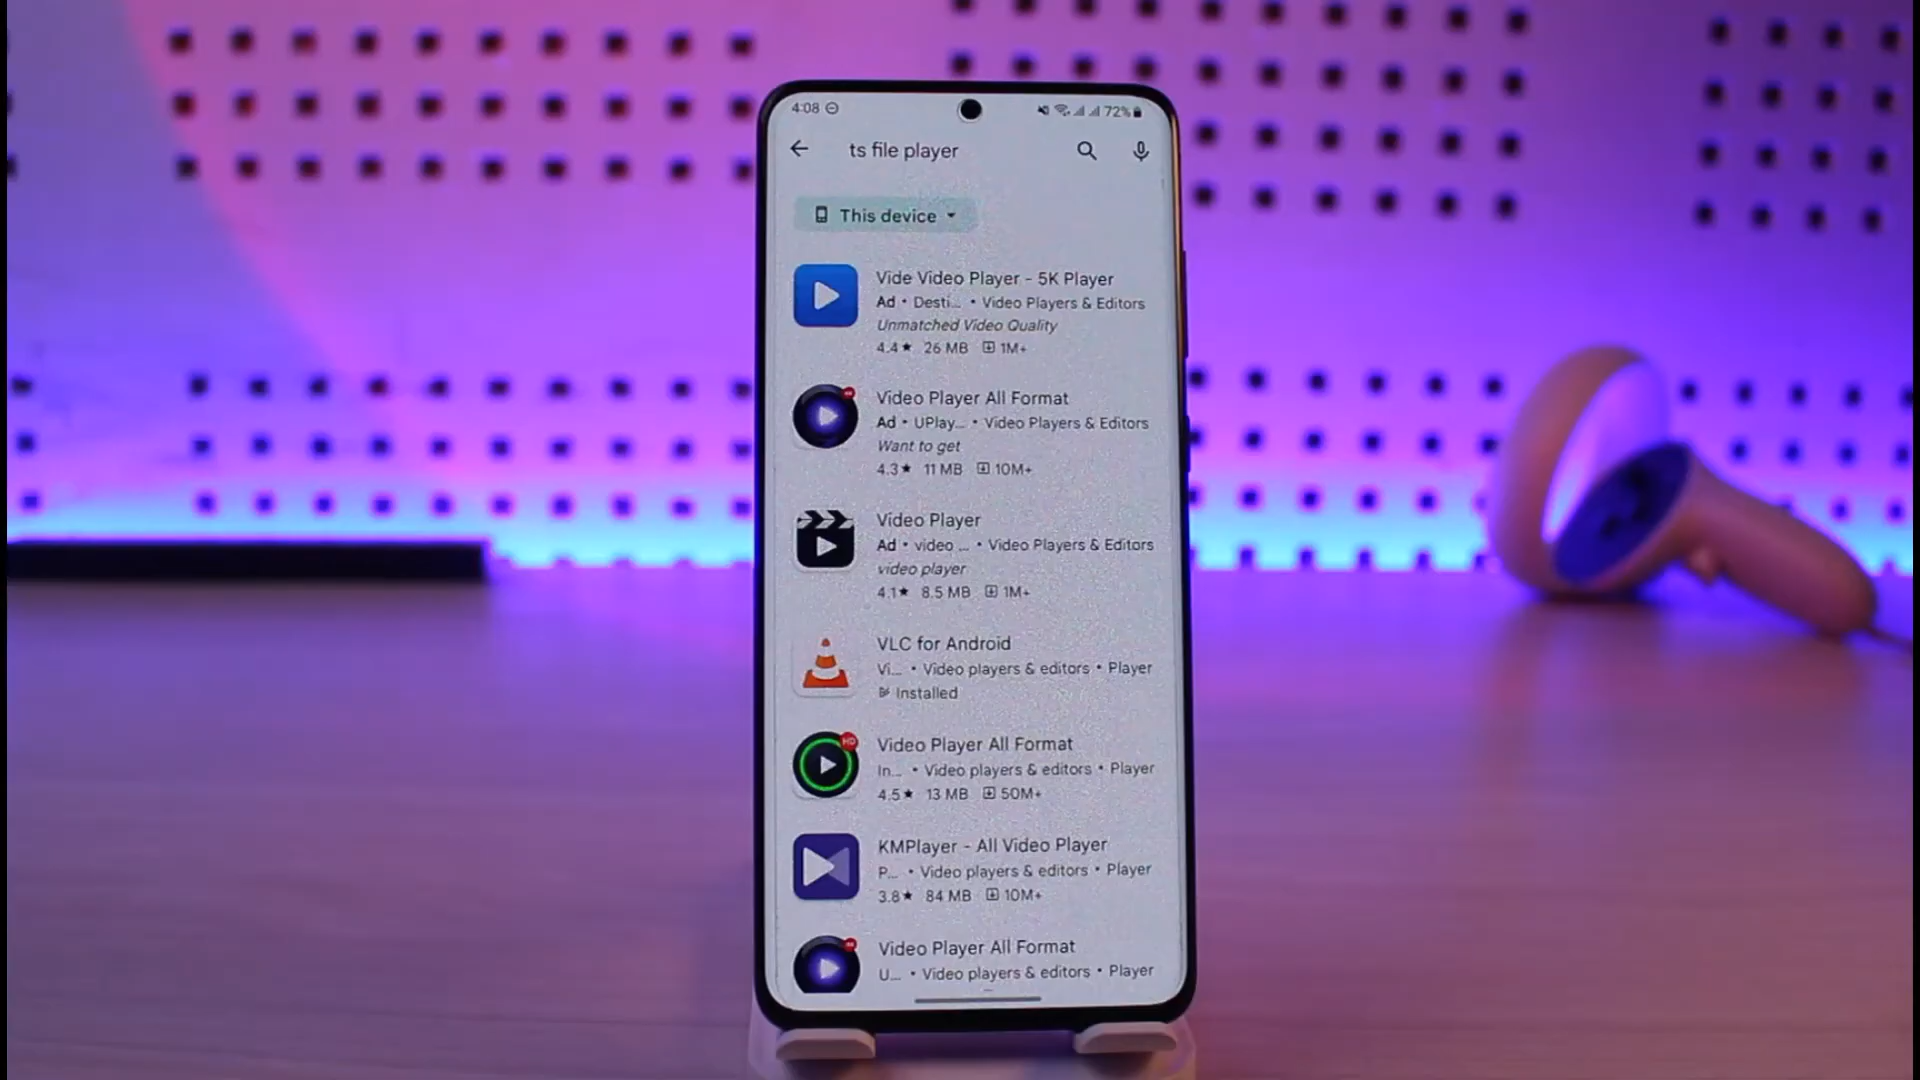 4:08
72%
ts file player
This device
Vide Video Player - 5K Player
Ad • Desti... • Video Players & Editors
Unmatched Video Quality
4.4★ 26 MB 1M+
Video Player All Format
Ad • UPlay... • Video Players & Editors
Want to get
4.3★ 11 MB 10M+
Video Player
Ad • video ... • Video Players & Editors
video player
4.1★ 8.5 MB 1M+
VLC for Android
Vi... • Video players & editors • Player
Installed
HD
Video Player All Format
In... • Video players & editors • Player
4.5★ 13 MB 50M+
KMPlayer - All Video Player
P... • Video players & editors • Player
3.8★ 84 MB 10M+
Video Player All Format
U... • Video players & editors • Player